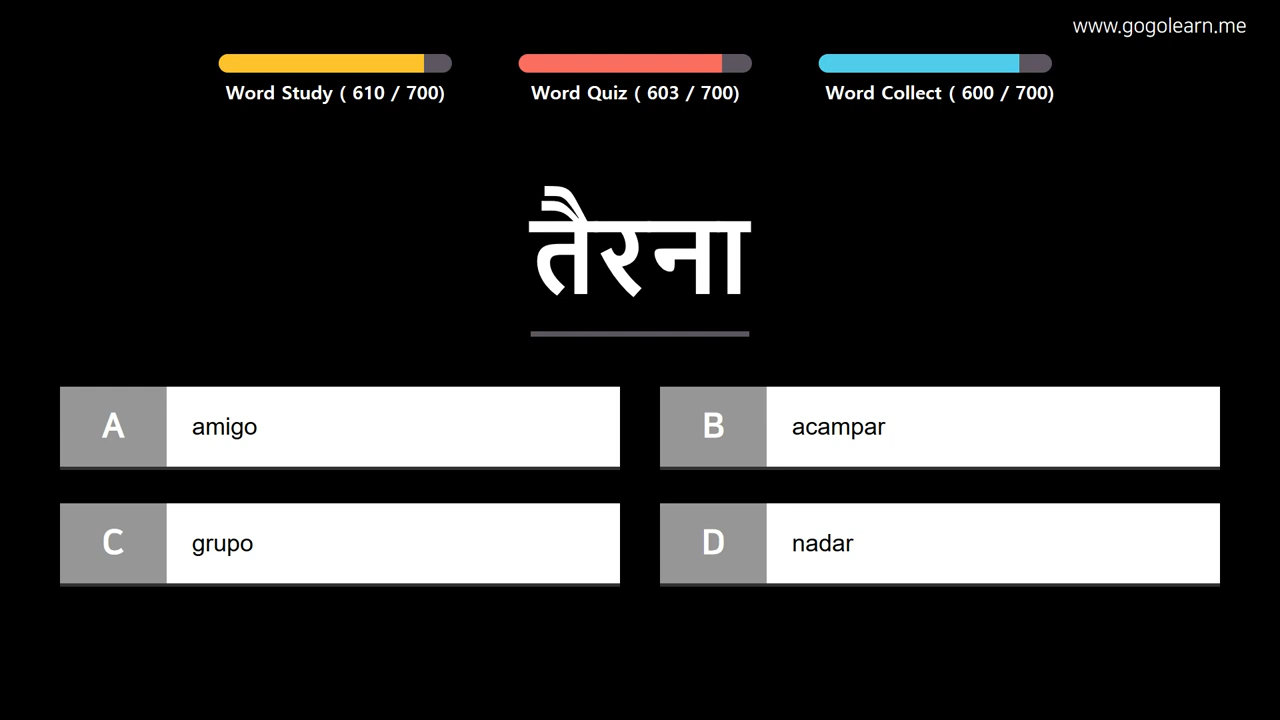 www.gogolearn.me
Word Study ( 610 / 700)
Word Quiz ( 603 / 700)
Word Collect ( 600 / 700)
तैरना
A amigo
B acampar
C grupo
D nadar